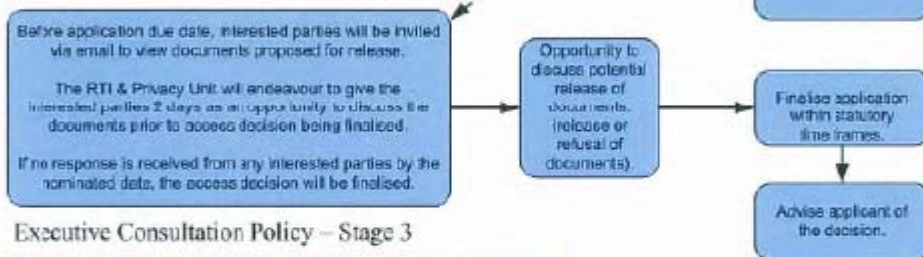 Before application due date, interested parties will be invited
via email to view documents proposed for release.
The RTI & Privacy Unit will endeavour to give the
interested parties 2 days as an opportunity to discuss the
documents prior to access decision being finalised.
If no response is received from any interested parties by the
nominated date, the access decision will be finalised.
Opportunity to
discuss potential
release of
documents.
(release or
refusal of
documents).
Finalise application
within statutory
time frames.
Advise applicant of
the decision.
Executive Consultation Policy – Stage 3